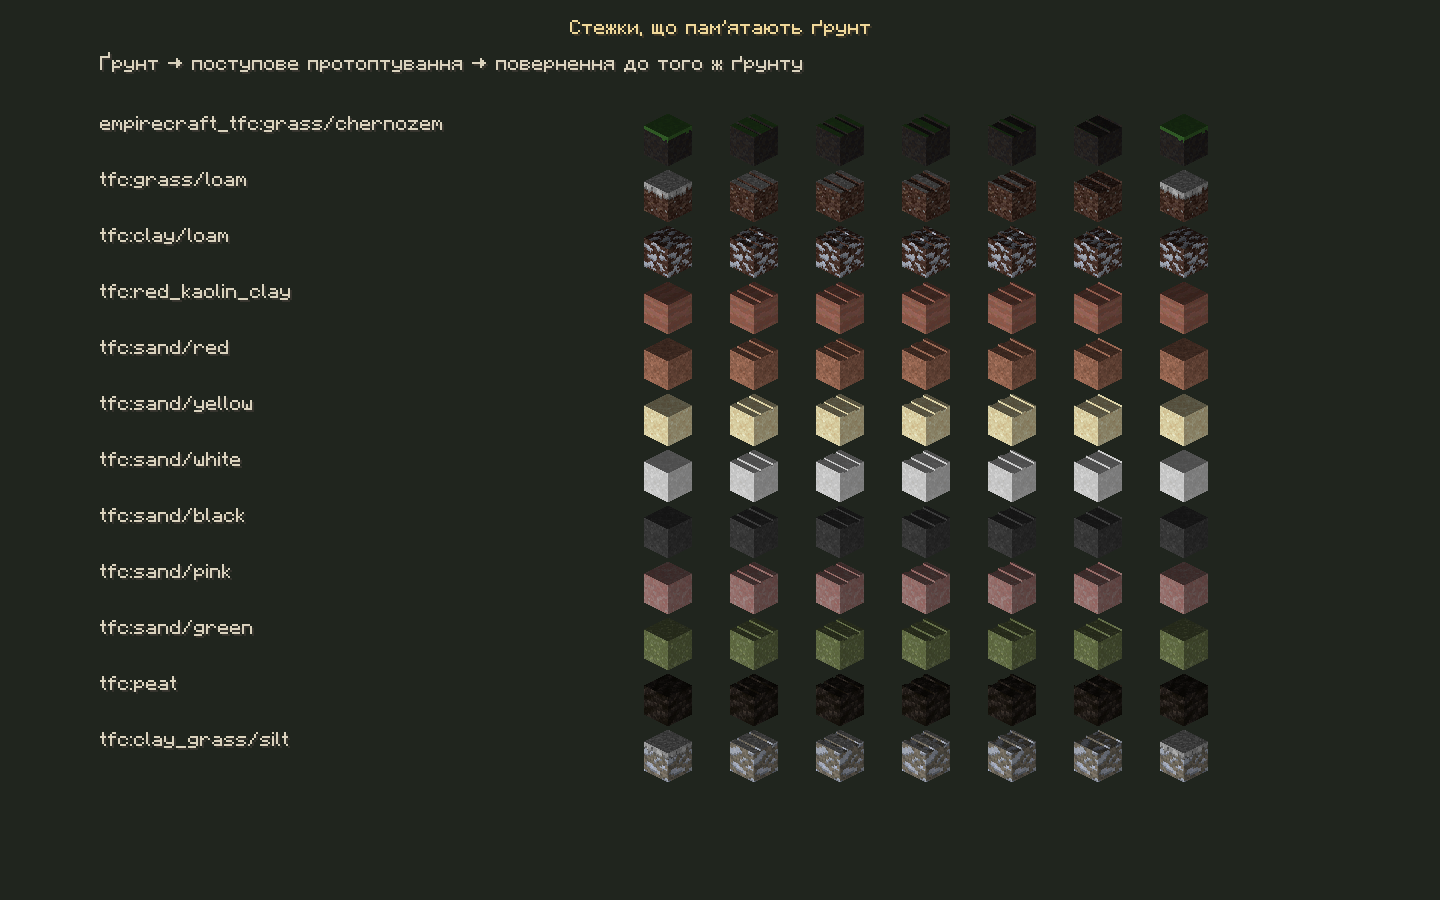 Стежки, що пам'ятають ґрунт
Ґрунт → поступове протоптування → повернення до того ж ґрунту
empirecraft_tfc:grass/chernozem
tfc:grass/loam
tfc:clay/loam
tfc:red_kaolin_clay
tfc:sand/red
tfc:sand/yellow
tfc:sand/white
tfc:sand/black
tfc:sand/pink
tfc:sand/green
tfc:peat
tfc:clay_grass/silt